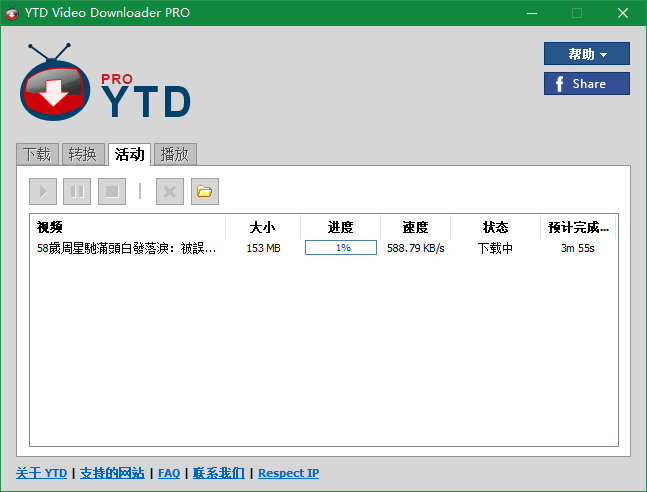 YTD Video Downloader PRO
PRO
YTD
帮助
f Share
下载 转换 活动 播放
视频 大小 进度 速度 状态 预计完成...
58歲周星馳滿頭白發落淚：被誤... 153 MB 1% 588.79 KB/s 下载中 3m 55s
关于 YTD | 支持的网站 | FAQ | 联系我们 | Respect IP